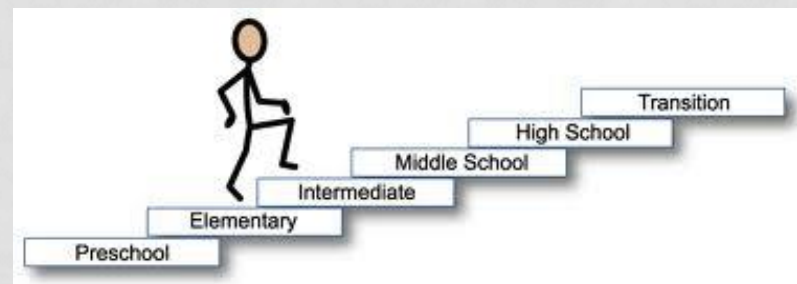 Transition
High School
Middle School
Intermediate
Elementary
Preschool